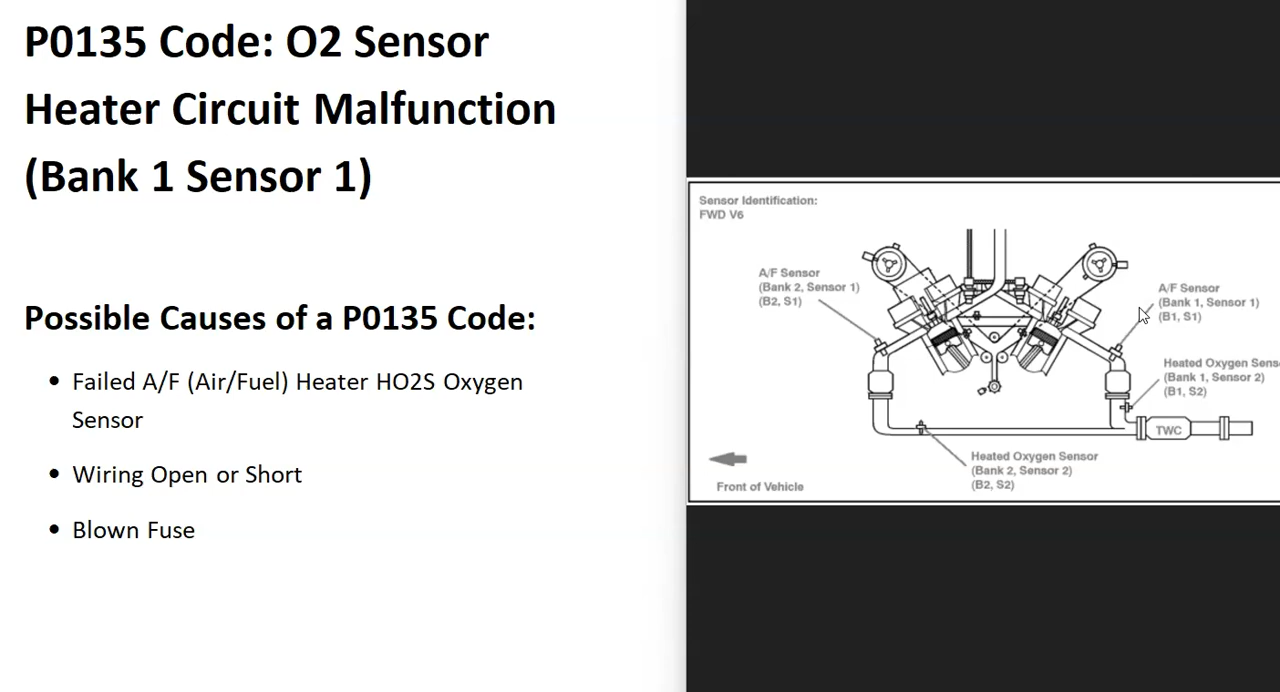 P0135 Code: O2 Sensor
Heater Circuit Malfunction
(Bank 1 Sensor 1)
Possible Causes of a P0135 Code:
• Failed A/F (Air/Fuel) Heater HO2S Oxygen
Sensor
• Wiring Open or Short
• Blown Fuse
Sensor Identification:
FWD V6
A/F Sensor
(Bank 2, Sensor 1)
(B2, S1)
A/F Sensor
(Bank 1, Sensor 1)
(B1, S1)
Heated Oxygen Sens
(Bank 1, Sensor 2)
(B1, S2)
TWC
Heated Oxygen Sensor
(Bank 2, Sensor 2)
(B2, S2)
Front of Vehicle